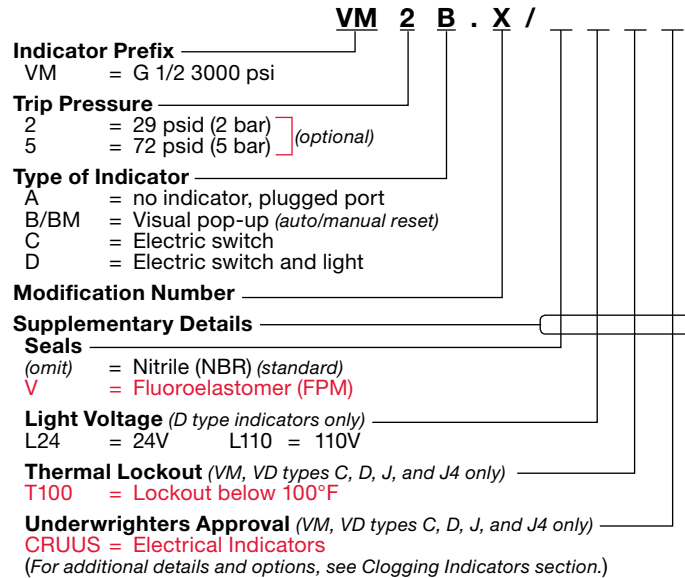 VM 2 B . X /
Indicator Prefix
VM = G 1/2 3000 psi
Trip Pressure
2 = 29 psid (2 bar)
5 = 72 psid (5 bar)
(optional)
Type of Indicator
A = no indicator, plugged port
B/BM = Visual pop-up (auto/manual reset)
C = Electric switch
D = Electric switch and light
Modification Number
Supplementary Details
Seals
(omit) = Nitrile (NBR) (standard)
V = Fluoroelastomer (FPM)
Light Voltage (D type indicators only)
L24 = 24V L110 = 110V
Thermal Lockout (VM, VD types C, D, J, and J4 only)
T100 = Lockout below 100°F
Underwrighters Approval (VM, VD types C, D, J, and J4 only)
CRUUS = Electrical Indicators
(For additional details and options, see Clogging Indicators section.)